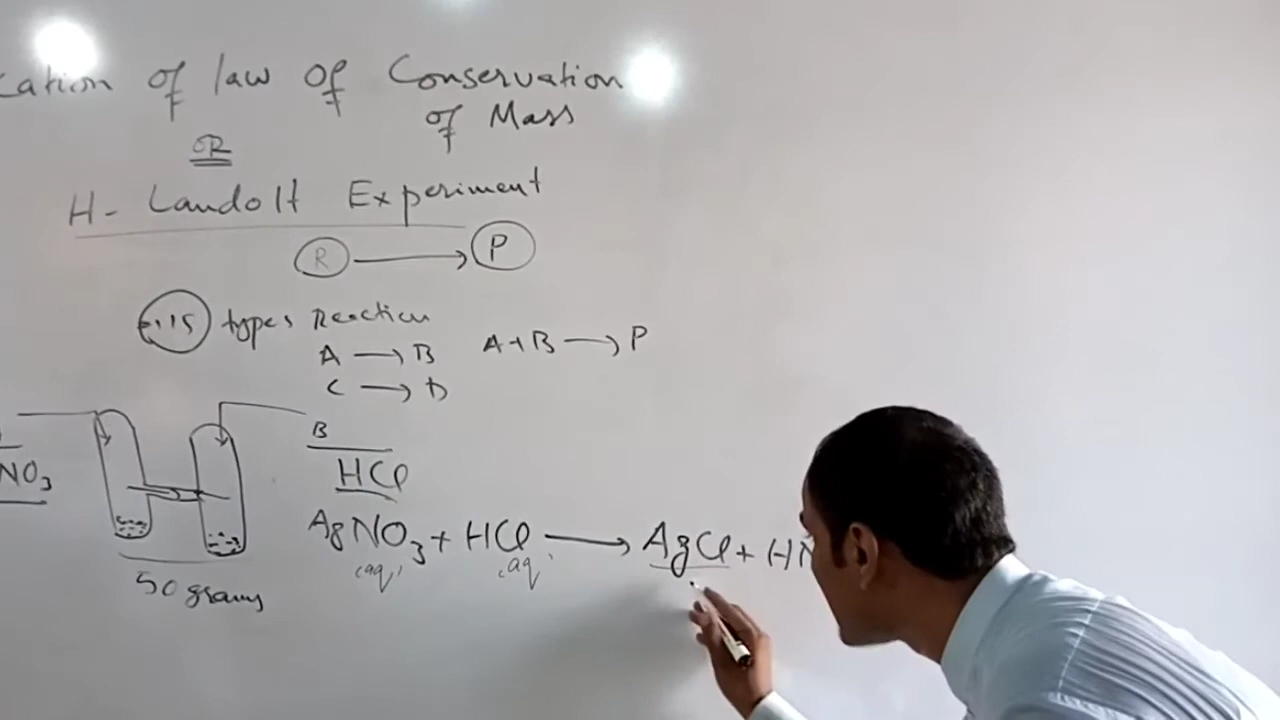 cation of law of Conservation
of Mass
OR
H- Landolt Experiment
R → P
15 types Reaction
A → B A+B → P
C → D
B
NO3 HCl
AgNO3 + HCl → AgCl + HN
(aq) (aq)
50 grams